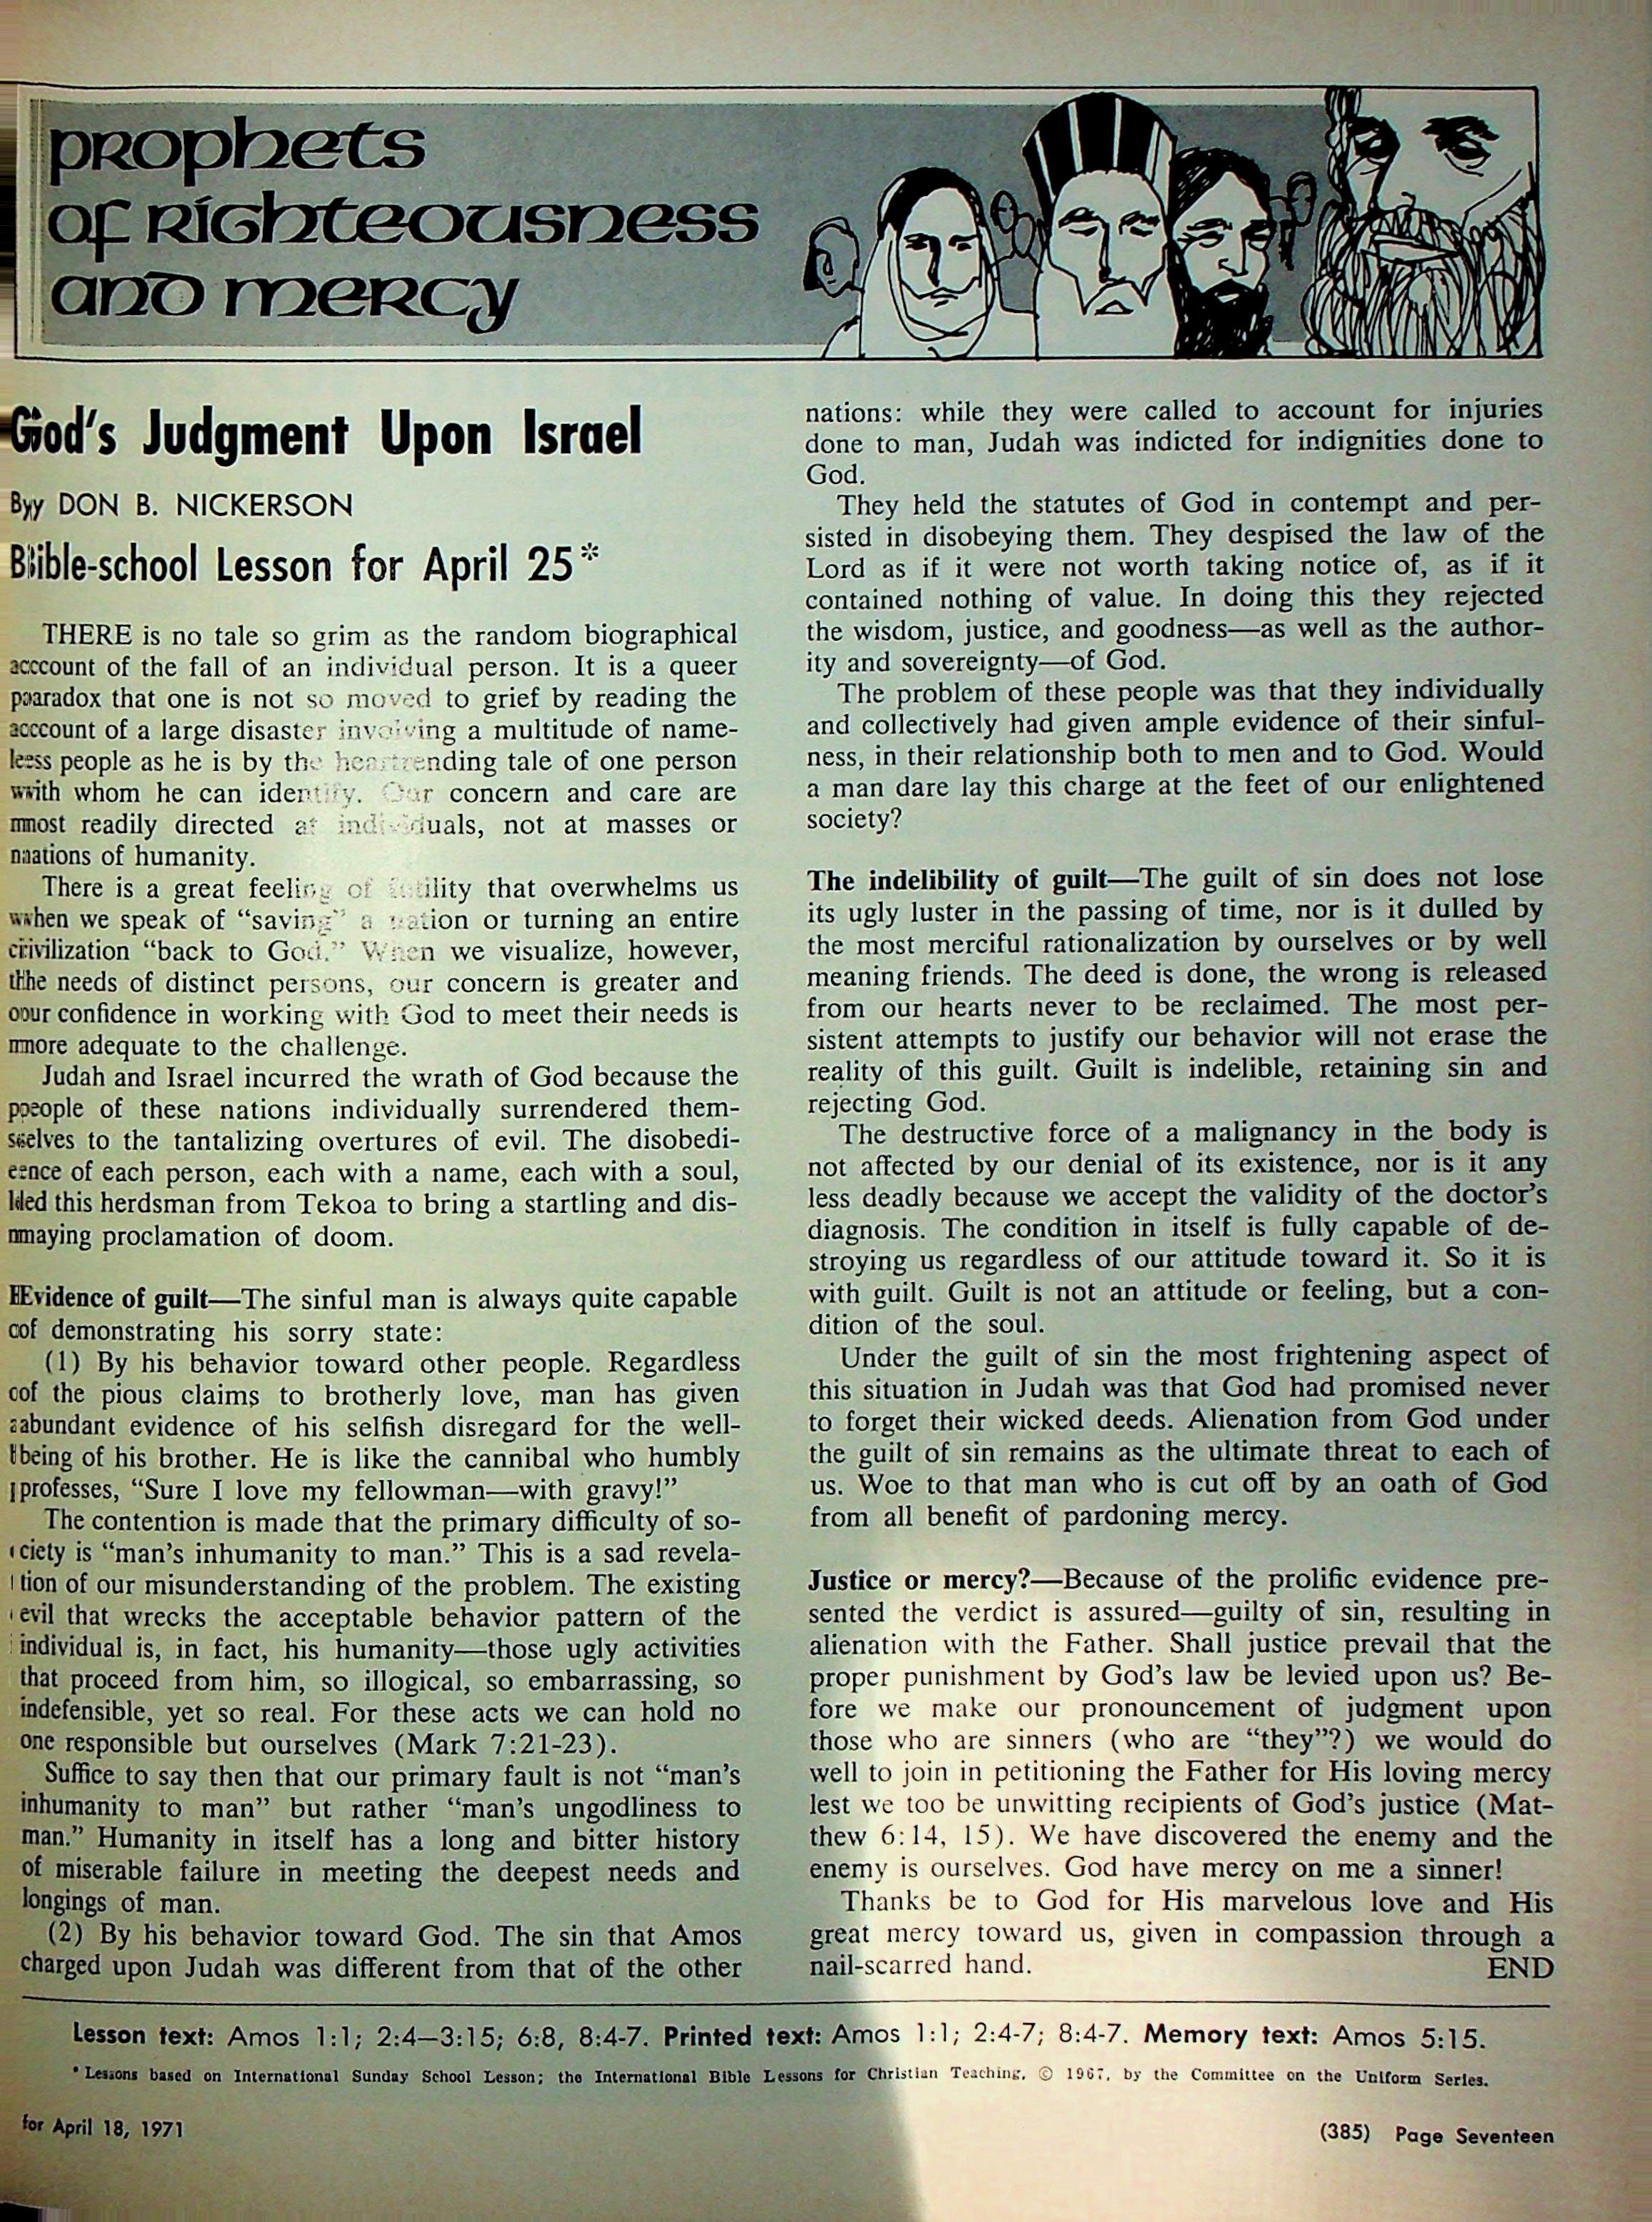 prophets
of righteousness
and mercy
God's Judgment Upon Israel
By DON B. NICKERSON
Bible-school Lesson for April 25*
THERE is no tale so grim as the random biographical
account of the fall of an individual person. It is a queer
paradox that one is not so moved to grief by reading the
account of a large disaster involving a multitude of name-
less people as he is by the heartrending tale of one person
with whom he can identify. Our concern and care are
most readily directed at individuals, not at masses or
nations of humanity.
There is a great feeling of futility that overwhelms us
when we speak of “saving” a nation or turning an entire
civilization “back to God.” When we visualize, however,
the needs of distinct persons, our concern is greater and
our confidence in working with God to meet their needs is
more adequate to the challenge.
Judah and Israel incurred the wrath of God because the
people of these nations individually surrendered them-
selves to the tantalizing overtures of evil. The disobedi-
ence of each person, each with a name, each with a soul,
led this herdsman from Tekoa to bring a startling and dis-
maying proclamation of doom.
Evidence of guilt—The sinful man is always quite capable
of demonstrating his sorry state:
(1) By his behavior toward other people. Regardless
of the pious claims to brotherly love, man has given
abundant evidence of his selfish disregard for the well-
being of his brother. He is like the cannibal who humbly
professes, “Sure I love my fellowman—with gravy!”
The contention is made that the primary difficulty of so-
ciety is “man's inhumanity to man.” This is a sad revela-
tion of our misunderstanding of the problem. The existing
evil that wrecks the acceptable behavior pattern of the
individual is, in fact, his humanity—those ugly activities
that proceed from him, so illogical, so embarrassing, so
indefensible, yet so real. For these acts we can hold no
one responsible but ourselves (Mark 7:21-23).
Suffice to say then that our primary fault is not “man's
inhumanity to man” but rather “man's ungodliness to
man.” Humanity in itself has a long and bitter history
of miserable failure in meeting the deepest needs and
longings of man.
(2) By his behavior toward God. The sin that Amos
charged upon Judah was different from that of the other
nations: while they were called to account for injuries
done to man, Judah was indicted for indignities done to
God.
They held the statutes of God in contempt and per-
sisted in disobeying them. They despised the law of the
Lord as if it were not worth taking notice of, as if it
contained nothing of value. In doing this they rejected
the wisdom, justice, and goodness—as well as the author-
ity and sovereignty—of God.
The problem of these people was that they individually
and collectively had given ample evidence of their sinful-
ness, in their relationship both to men and to God. Would
a man dare lay this charge at the feet of our enlightened
society?
The indelibility of guilt—The guilt of sin does not lose
its ugly luster in the passing of time, nor is it dulled by
the most merciful rationalization by ourselves or by well
meaning friends. The deed is done, the wrong is released
from our hearts never to be reclaimed. The most per-
sistent attempts to justify our behavior will not erase the
reality of this guilt. Guilt is indelible, retaining sin and
rejecting God.
The destructive force of a malignancy in the body is
not affected by our denial of its existence, nor is it any
less deadly because we accept the validity of the doctor's
diagnosis. The condition in itself is fully capable of de-
stroying us regardless of our attitude toward it. So it is
with guilt. Guilt is not an attitude or feeling, but a con-
dition of the soul.
Under the guilt of sin the most frightening aspect of
this situation in Judah was that God had promised never
to forget their wicked deeds. Alienation from God under
the guilt of sin remains as the ultimate threat to each of
us. Woe to that man who is cut off by an oath of God
from all benefit of pardoning mercy.
Justice or mercy?—Because of the prolific evidence pre-
sented the verdict is assured—guilty of sin, resulting in
alienation with the Father. Shall justice prevail that the
proper punishment by God's law be levied upon us? Be-
fore we make our pronouncement of judgment upon
those who are sinners (who are “they”?) we would do
well to join in petitioning the Father for His loving mercy
lest we too be unwitting recipients of God's justice (Mat-
thew 6:14, 15). We have discovered the enemy and the
enemy is ourselves. God have mercy on me a sinner!
Thanks be to God for His marvelous love and His
great mercy toward us, given in compassion through a
nail-scarred hand. END
Lesson text: Amos 1:1; 2:4—3:15; 6:8, 8:4-7. Printed text: Amos 1:1; 2:4-7; 8:4-7. Memory text: Amos 5:15.
* Lessons based on International Sunday School Lesson; the International Bible Lessons for Christian Teaching, © 1967, by the Committee on the Uniform Series.
for April 18, 1971
(385) Page Seventeen